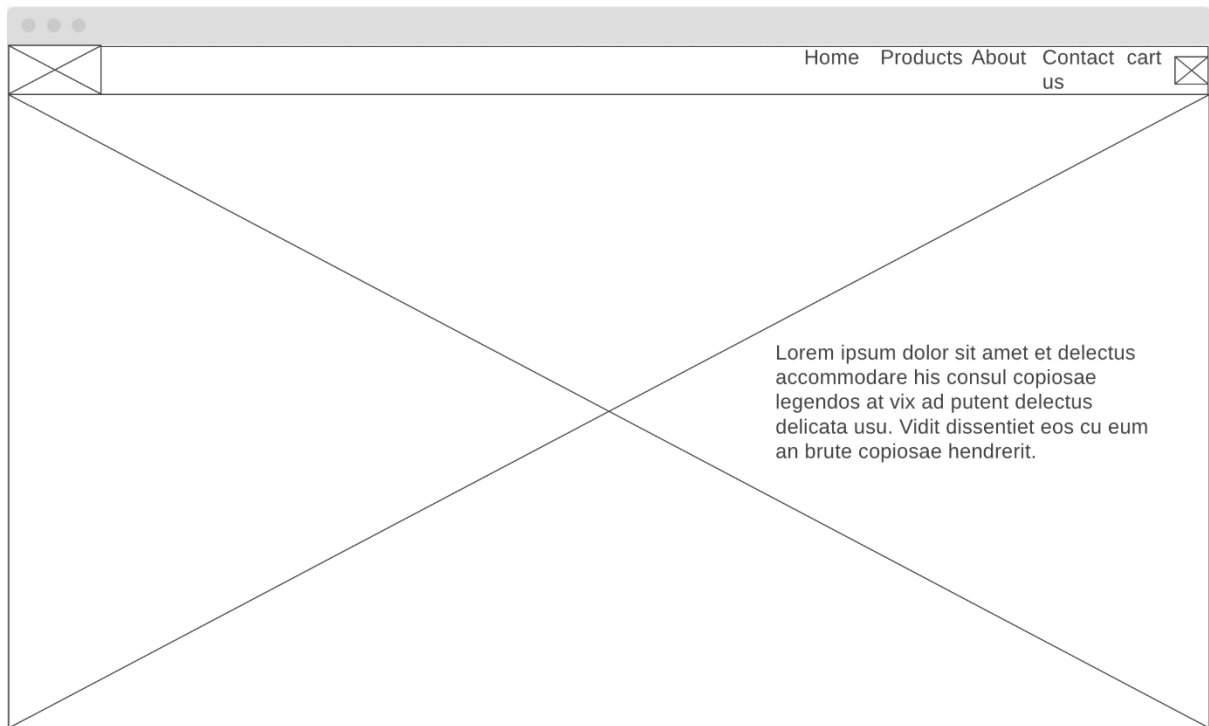 Home Products About Contact us cart
Lorem ipsum dolor sit amet et delectus
accommodare his consul copiosae
legendos at vix ad putent delectus
delicata usu. Vidit dissentiet eos cu eum
an brute copiosae hendrerit.